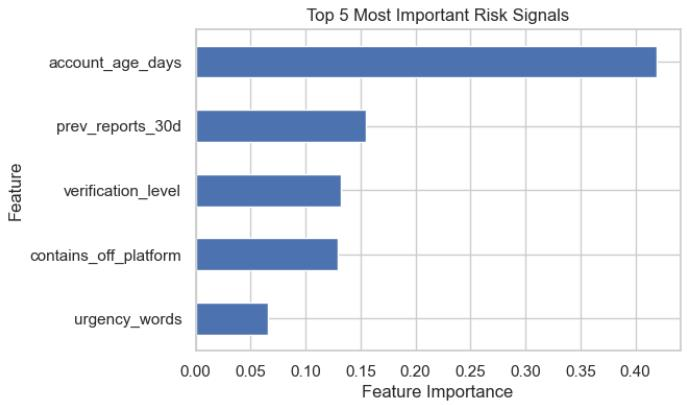 Top 5 Most Important Risk Signals
account_age_days
prev_reports_30d
verification_level
contains_off_platform
urgency_words
Feature
0.00 0.05 0.10 0.15 0.20 0.25 0.30 0.35 0.40
Feature Importance